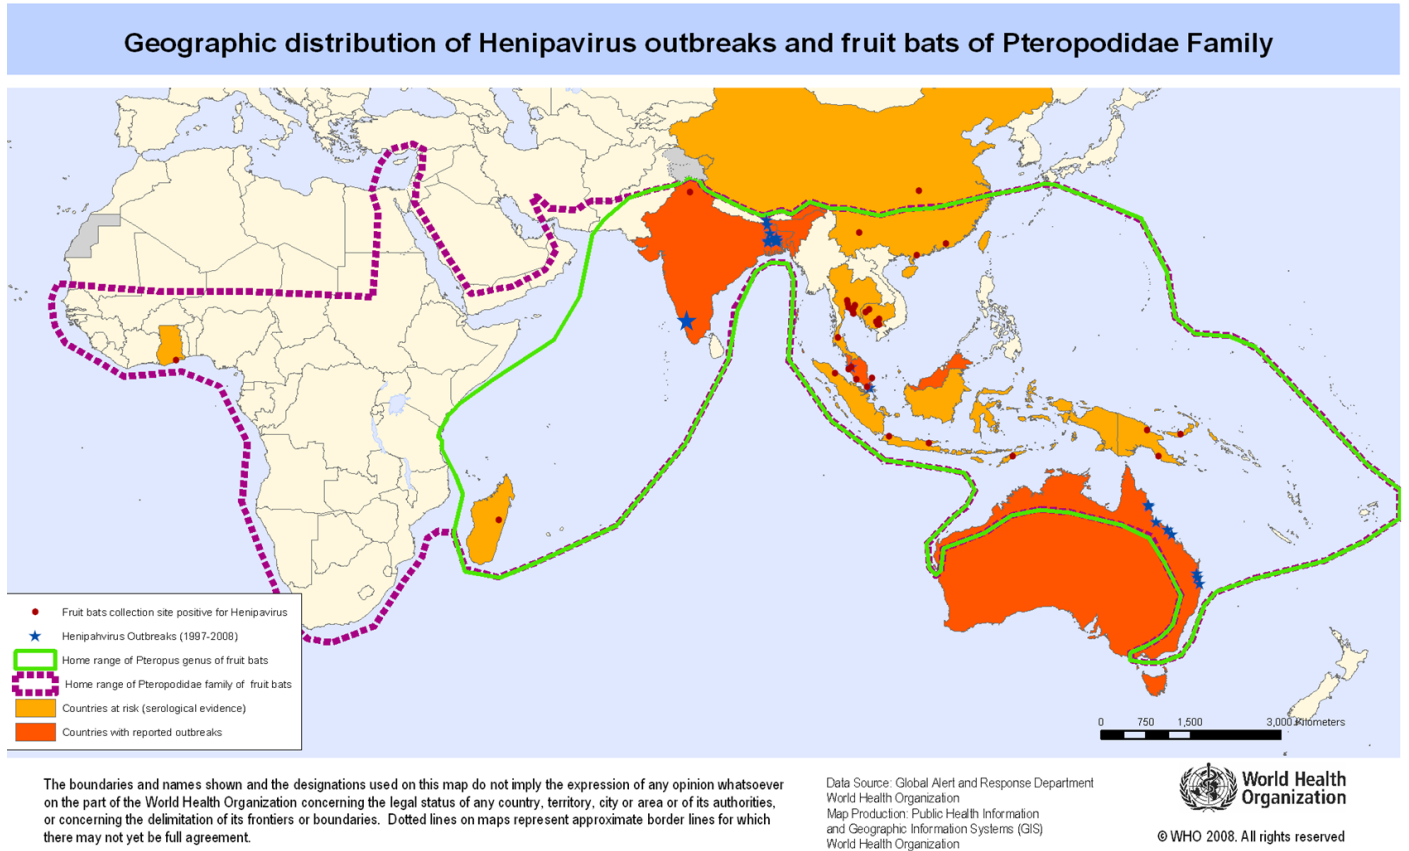 Geographic distribution of Henipavirus outbreaks and fruit bats of Pteropodidae Family
Fruit bats collection site positive for Henipavirus
Henipahvirus Outbreaks (1997-2008)
Home range of Pteropus genus of fruit bats
Home range of Pteropodidae family of fruit bats
Countries at risk (serological evidence)
Countries with reported outbreaks
0 750 1,500 3,000 Kilometers
The boundaries and names shown and the designations used on this map do not imply the expression of any opinion whatsoever
on the part of the World Health Organization concerning the legal status of any country, territory, city or area or of its authorities,
or concerning the delimitation of its frontiers or boundaries. Dotted lines on maps represent approximate border lines for which
there may not yet be full agreement.
Data Source: Global Alert and Response Department
World Health Organization
Map Production: Public Health Information
and Geographic Information Systems (GIS)
World Health Organization
World Health
Organization
© WHO 2008. All rights reserved